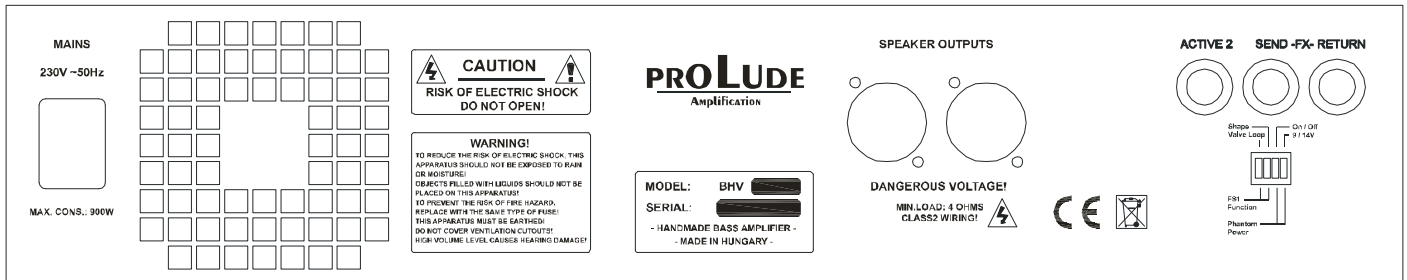 MAINS
230V ~50Hz
MAX. CONS.: 900W
CAUTION
RISK OF ELECTRIC SHOCK
DO NOT OPEN!
WARNING!
TO REDUCE THE RISK OF ELECTRIC SHOCK, THIS
APPARATUS SHOULD NOT BE EXPOSED TO RAIN
OR MOISTURE!
OBJECTS FILLED WITH LIQUIDS SHOULD NOT BE
PLACED ON THIS APPARATUS!
TO PREVENT THE RISK OF FIRE HAZARD,
REPLACE WITH THE SAME TYPE OF FUSE!
THIS APPARATUS MUST BE EARTHED!
DO NOT COVER VENTILATION CUTOUTS!
HIGH VOLUME LEVEL CAUSES HEARING DAMAGE!
PROLUDE
Amplification
MODEL: BHV
SERIAL:
- HANDMADE BASS AMPLIFIER -
- MADE IN HUNGARY -
SPEAKER OUTPUTS
DANGEROUS VOLTAGE!
MIN.LOAD: 4 OHMS
CLASS2 WIRING!
CE
ACTIVE 2 SEND -FX- RETURN
Shape On / Off
Valve Loop 9 / 14V
FS1
Function
Phantom
Power